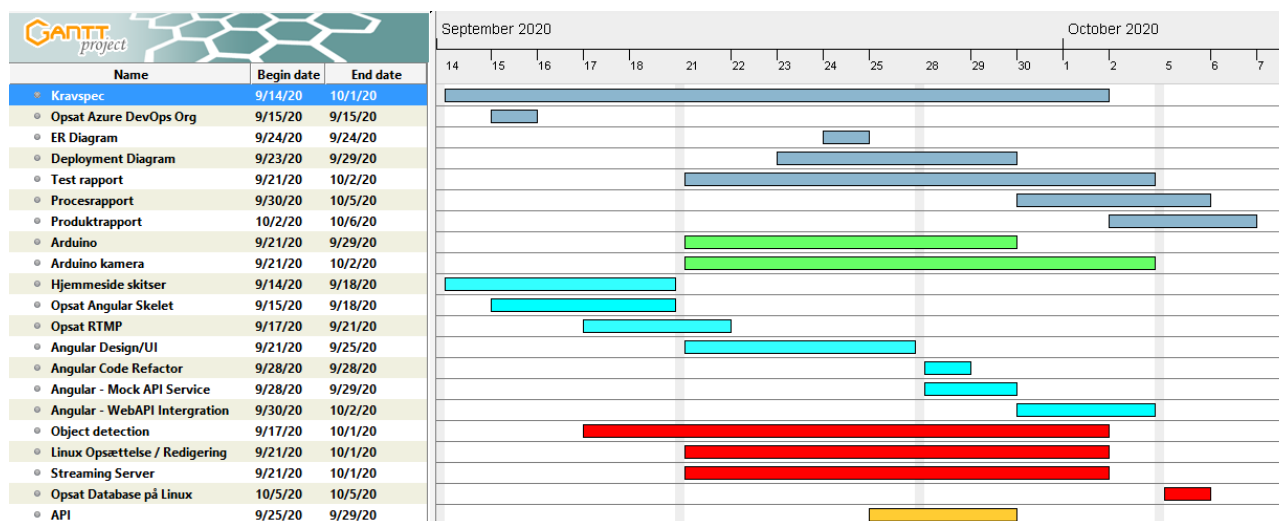 GANTT project
September 2020 October 2020
14 15 16 17 18 21 22 23 24 25 28 29 30 1 2 5 6 7
Name Begin date End date
Kravspec 9/14/20 10/1/20
Opsat Azure DevOps Org 9/15/20 9/15/20
ER Diagram 9/24/20 9/24/20
Deployment Diagram 9/23/20 9/29/20
Test rapport 9/21/20 10/2/20
Procesrapport 9/30/20 10/5/20
Produktrapport 10/2/20 10/6/20
Arduino 9/21/20 9/29/20
Arduino kamera 9/21/20 10/2/20
Hjemmeside skitser 9/14/20 9/18/20
Opsat Angular Skelet 9/15/20 9/18/20
Opsat RTMP 9/17/20 9/21/20
Angular Design/UI 9/21/20 9/25/20
Angular Code Refactor 9/28/20 9/28/20
Angular - Mock API Service 9/28/20 9/29/20
Angular - WebAPI Intergration 9/30/20 10/2/20
Object detection 9/17/20 10/1/20
Linux Opsættelse / Redigering 9/21/20 10/1/20
Streaming Server 9/21/20 10/1/20
Opsat Database på Linux 10/5/20 10/5/20
API 9/25/20 9/29/20